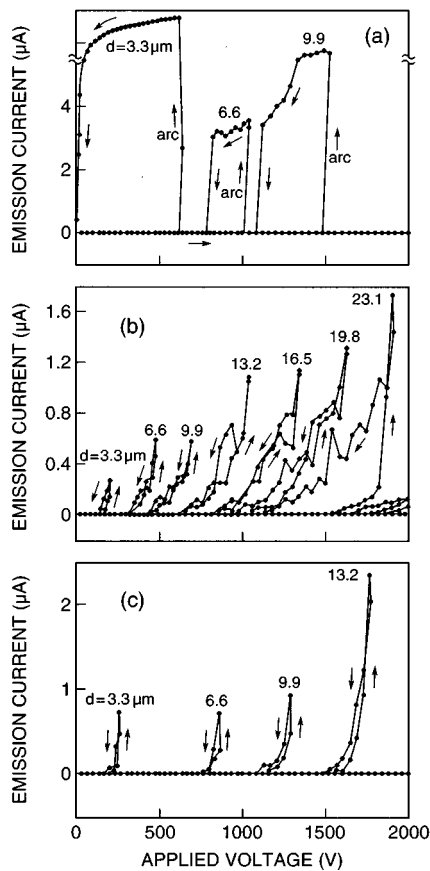 (a)
EMISSION CURRENT (μA)
4
2
0
d=3.3μm
6.6
9.9
arc
arc
arc
(b)
EMISSION CURRENT (μA)
1.6
1.2
0.8
0.4
0
d=3.3μm
6.6
9.9
13.2
16.5
19.8
23.1
(c)
EMISSION CURRENT (μA)
2
1
0
d=3.3μm
6.6
9.9
13.2
0 500 1000 1500 2000
APPLIED VOLTAGE (V)